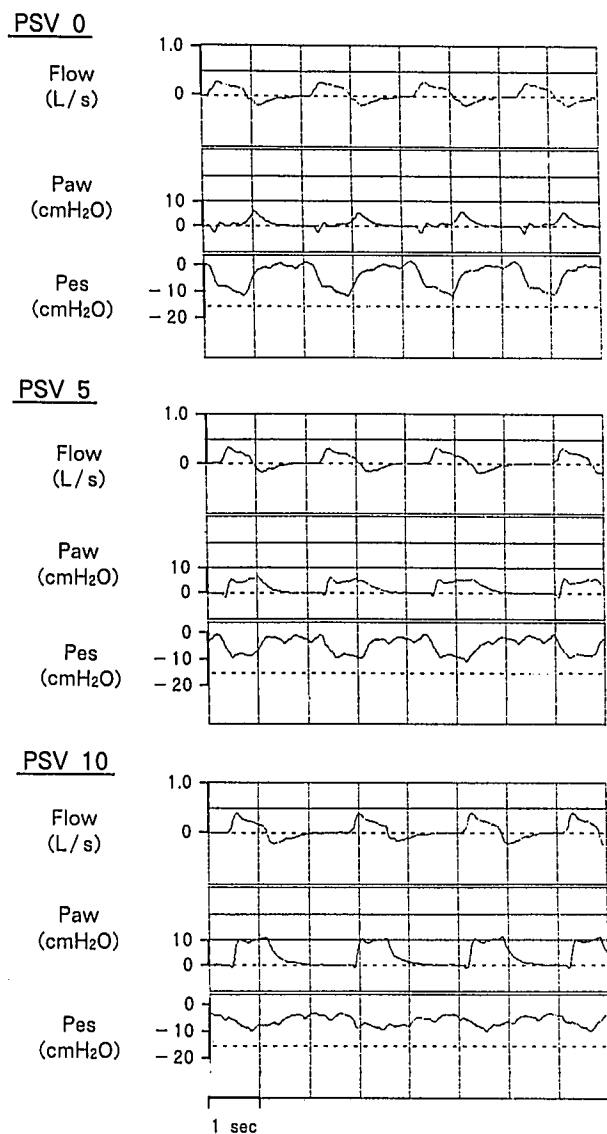 PSV 0
1.0
Flow
(L/s)
0
Paw
(cmH₂O)
10
0
Pes
(cmH₂O)
0
-10
-20
PSV 5
1.0
Flow
(L/s)
0
Paw
(cmH₂O)
10
0
Pes
(cmH₂O)
0
-10
-20
PSV 10
1.0
Flow
(L/s)
0
Paw
(cmH₂O)
10
0
Pes
(cmH₂O)
0
-10
-20
1 sec